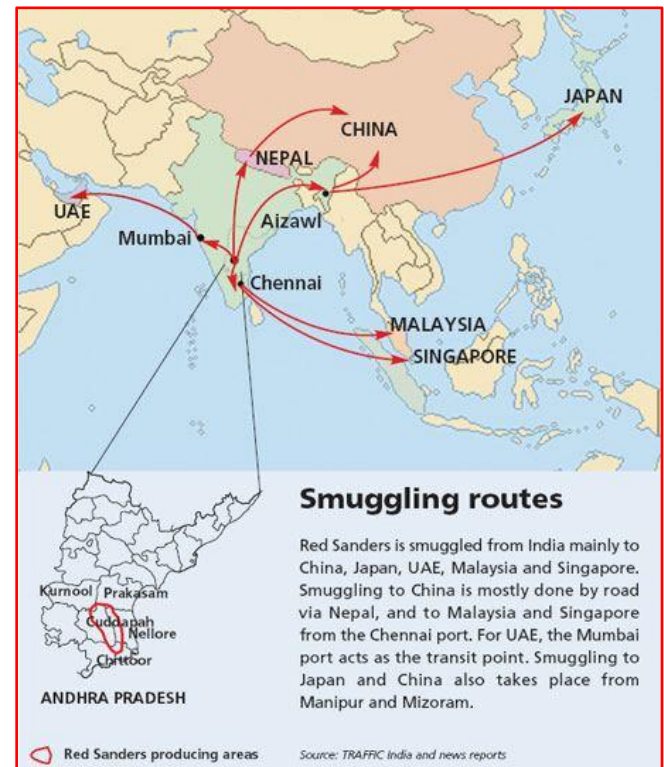 JAPAN
CHINA
NEPAL
UAE
Aizawl
Mumbai
Chennai
MALAYSIA
SINGAPORE
Smuggling routes
Red Sanders is smuggled from India mainly to
China, Japan, UAE, Malaysia and Singapore.
Smuggling to China is mostly done by road
via Nepal, and to Malaysia and Singapore
from the Chennai port. For UAE, the Mumbai
port acts as the transit point. Smuggling to
Japan and China also takes place from
Manipur and Mizoram.
Kurnool Prakasam
Cuddapah
Nellore
Chittoor
ANDHRA PRADESH
Red Sanders producing areas
Source: TRAFFIC India and news reports